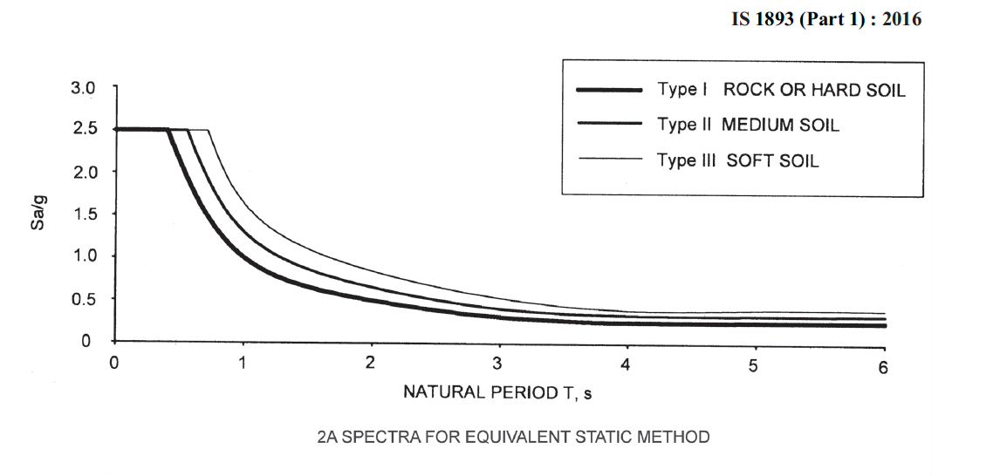 IS 1893 (Part 1) : 2016
Type I ROCK OR HARD SOIL
Type II MEDIUM SOIL
Type III SOFT SOIL
3.0
2.5
2.0
1.5
1.0
0.5
0
Sa/g
0 1 2 3 4 5 6
NATURAL PERIOD T, s
2A SPECTRA FOR EQUIVALENT STATIC METHOD